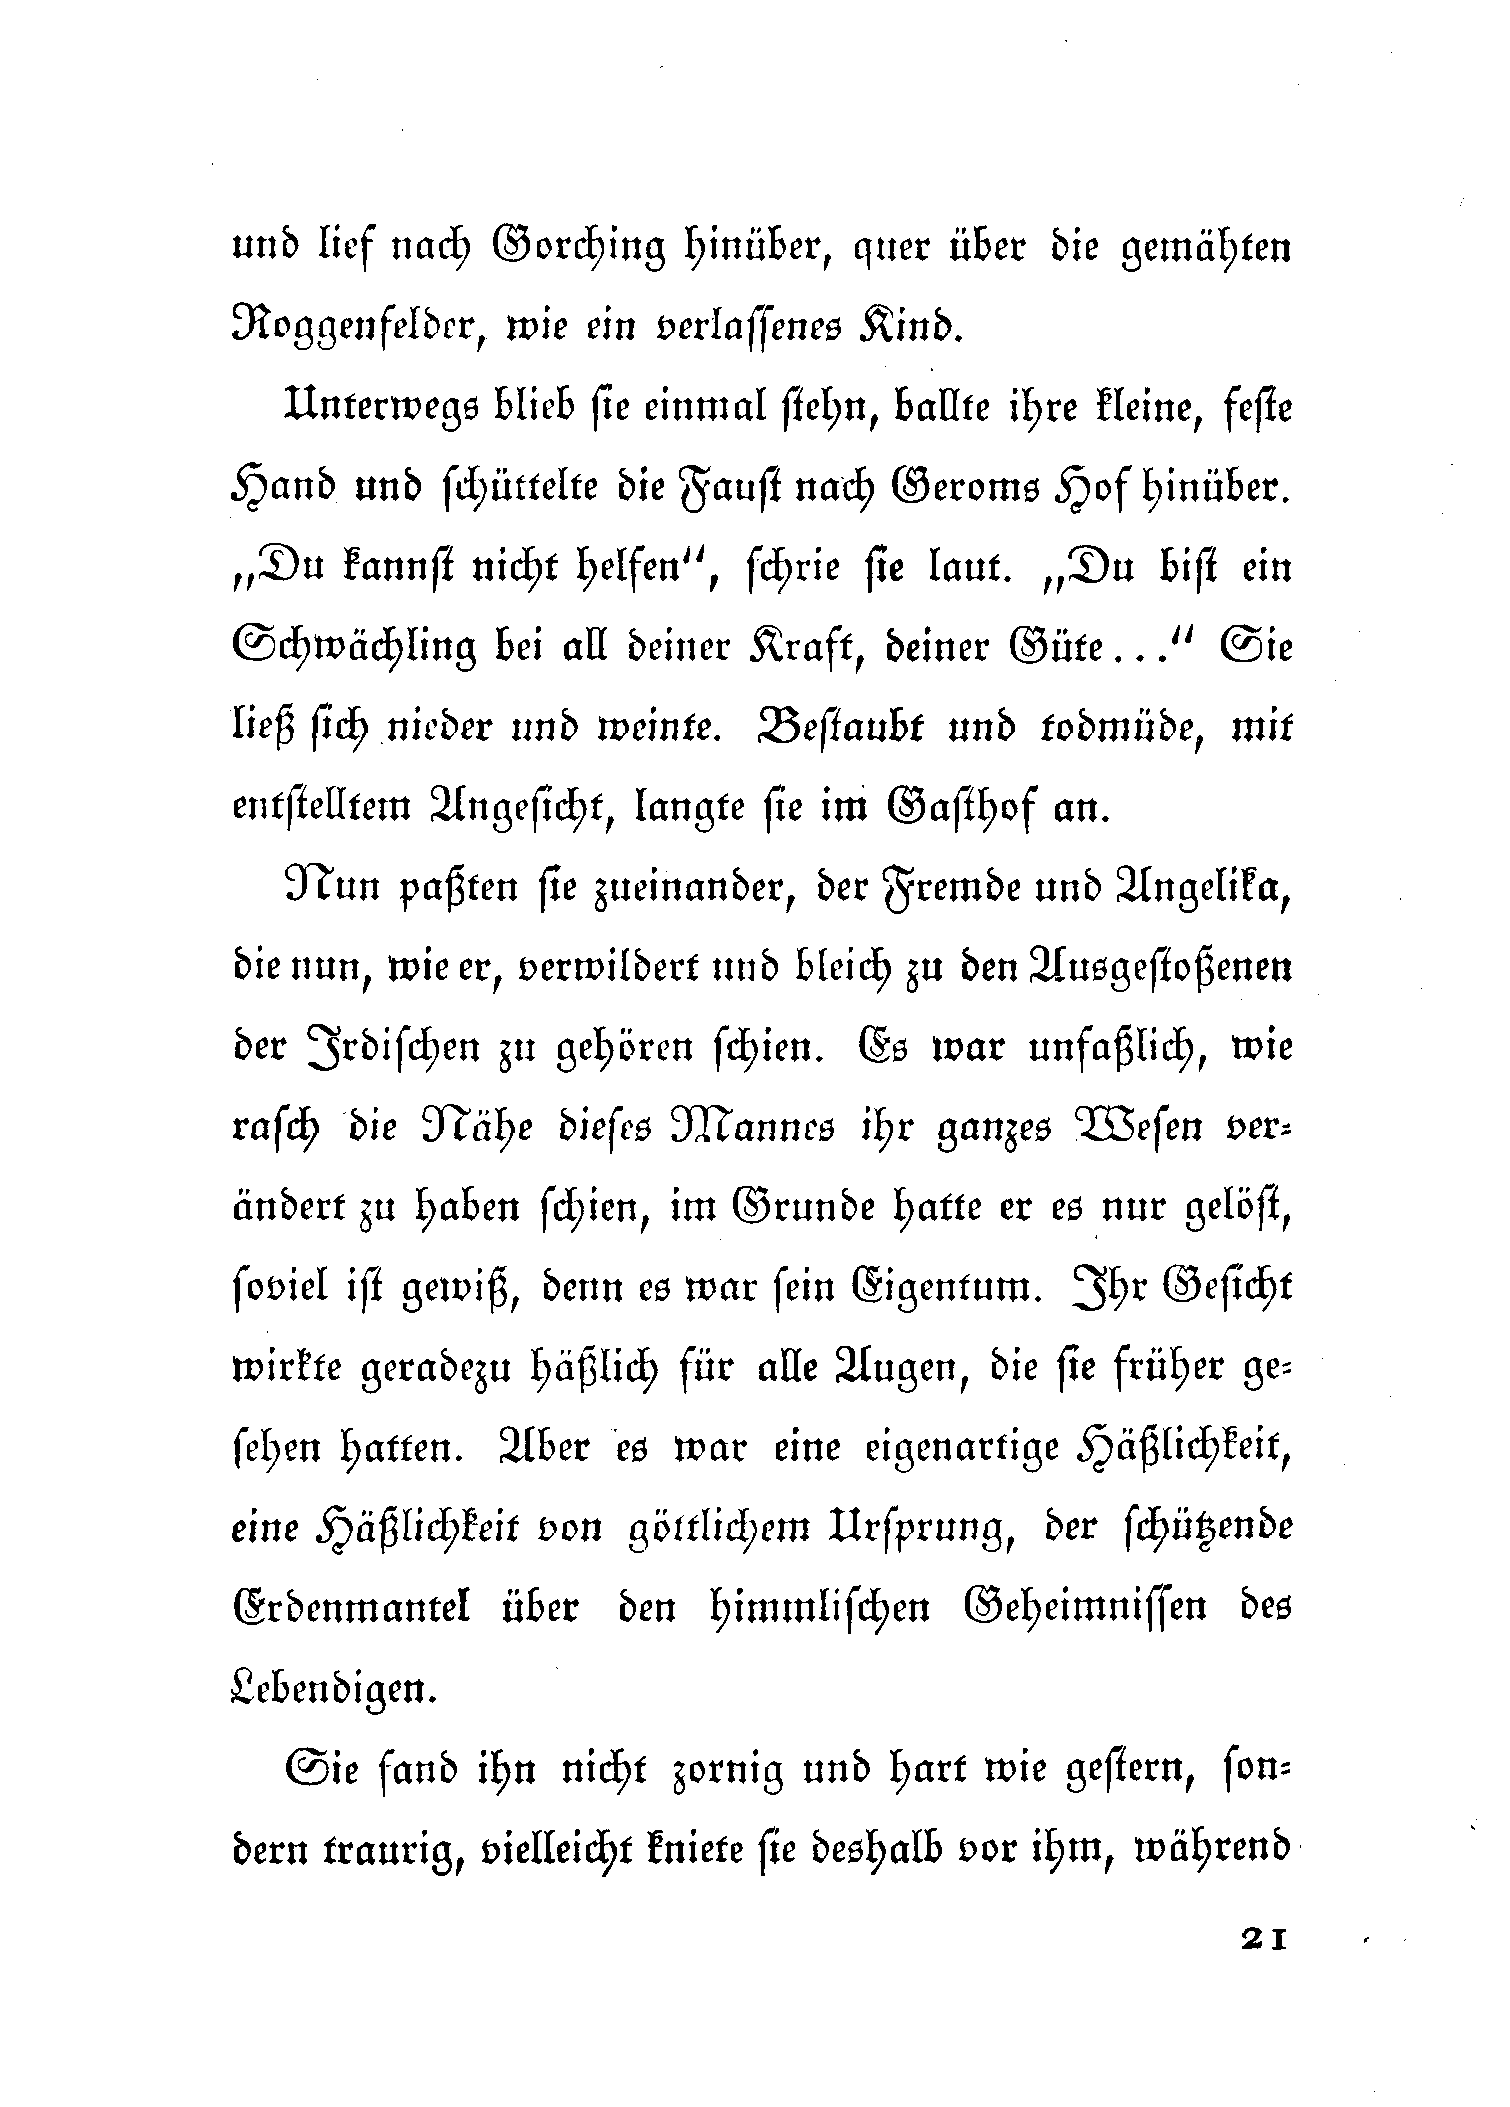 und lief nach Gorching hinüber, quer über die gemähten
Roggenfelder, wie ein verlassenes Kind.
Unterwegs blieb sie einmal stehn, ballte ihre kleine, feste
Hand und schüttelte die Faust nach Geroms Hof hinüber.
„Du kannst nicht helfen“, schrie sie laut. „Du bist ein
Schwächling bei all deiner Kraft, deiner Güte...“ Sie
ließ sich nieder und weinte. Bestaubt und todmüde, mit
entstelltem Angesicht, langte sie im Gasthof an.
Nun paßten sie zueinander, der Fremde und Angelika,
die nun, wie er, verwildert und bleich zu den Ausgestoßenen
der Irdischen zu gehören schien. Es war unfaßlich, wie
rasch die Nähe dieses Mannes ihr ganzes Wesen ver-
ändert zu haben schien, im Grunde hatte er es nur gelöst,
soviel ist gewiß, denn es war sein Eigentum. Ihr Gesicht
wirkte geradezu häßlich für alle Augen, die sie früher ge-
sehen hatten. Aber es war eine eigenartige Häßlichkeit,
eine Häßlichkeit von göttlichem Ursprung, der schützende
Erdenmantel über den himmlischen Geheimnissen des
Lebendigen.
Sie fand ihn nicht zornig und hart wie gestern, son-
dern traurig, vielleicht kniete sie deshalb vor ihm, während
21